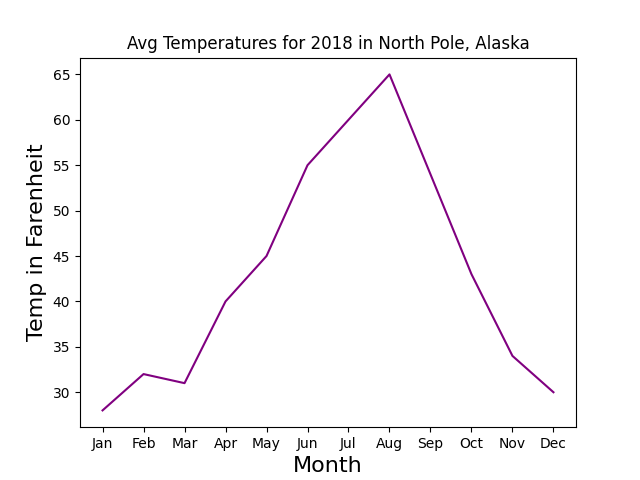 Avg Temperatures for 2018 in North Pole, Alaska
65
60
55
50
45
40
35
30
Temp in Farenheit
Jan Feb Mar Apr May Jun Jul Aug Sep Oct Nov Dec
Month